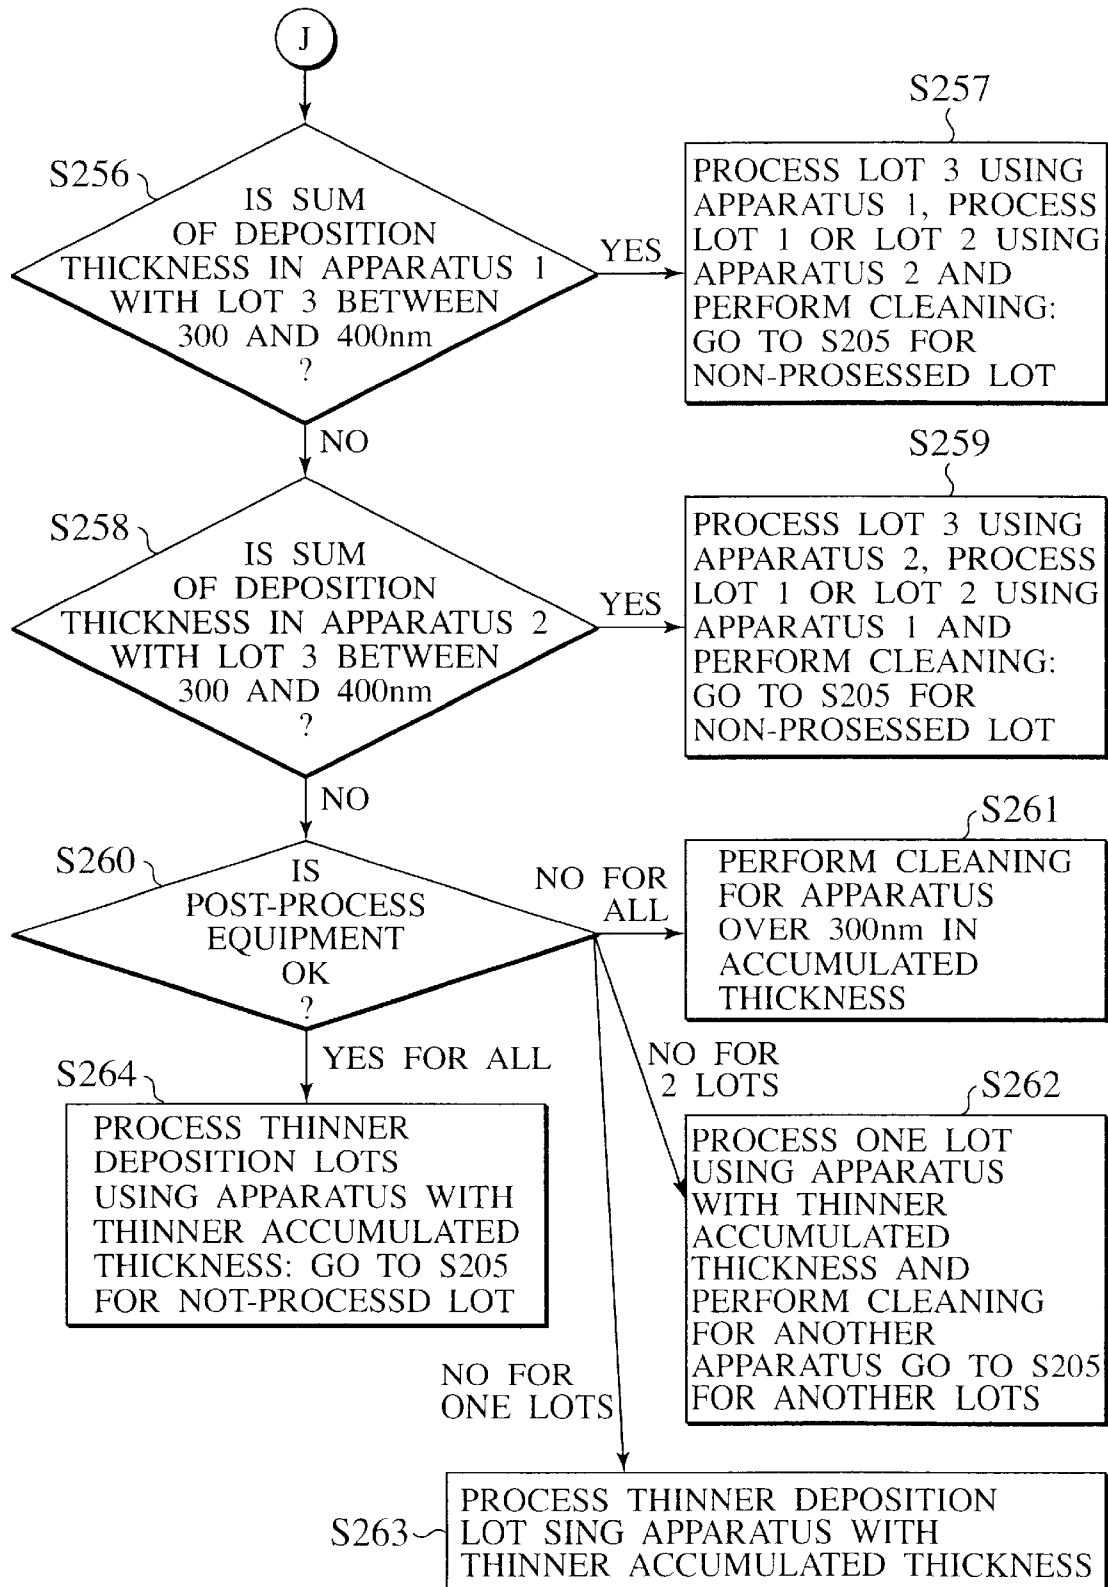 J
S256
IS SUM
OF DEPOSITION
THICKNESS IN APPARATUS 1
WITH LOT 3 BETWEEN
300 AND 400nm
?
YES
S257
PROCESS LOT 3 USING
APPARATUS 1, PROCESS
LOT 1 OR LOT 2 USING
APPARATUS 2 AND
PERFORM CLEANING:
GO TO S205 FOR
NON-PROSESSED LOT
NO
S258
IS SUM
OF DEPOSITION
THICKNESS IN APPARATUS 2
WITH LOT 3 BETWEEN
300 AND 400nm
?
YES
S259
PROCESS LOT 3 USING
APPARATUS 2, PROCESS
LOT 1 OR LOT 2 USING
APPARATUS 1 AND
PERFORM CLEANING:
GO TO S205 FOR
NON-PROSESSED LOT
NO
S260
IS
POST-PROCESS
EQUIPMENT
OK
?
NO FOR
ALL
S261
PERFORM CLEANING
FOR APPARATUS
OVER 300nm IN
ACCUMULATED
THICKNESS
YES FOR ALL
S264
PROCESS THINNER
DEPOSITION LOTS
USING APPARATUS WITH
THINNER ACCUMULATED
THICKNESS: GO TO S205
FOR NOT-PROCESSD LOT
NO FOR
2 LOTS
S262
PROCESS ONE LOT
USING APPARATUS
WITH THINNER
ACCUMULATED
THICKNESS AND
PERFORM CLEANING
FOR ANOTHER
APPARATUS GO TO S205
FOR ANOTHER LOTS
NO FOR
ONE LOTS
S263
PROCESS THINNER DEPOSITION
LOT SING APPARATUS WITH
THINNER ACCUMULATED THICKNESS